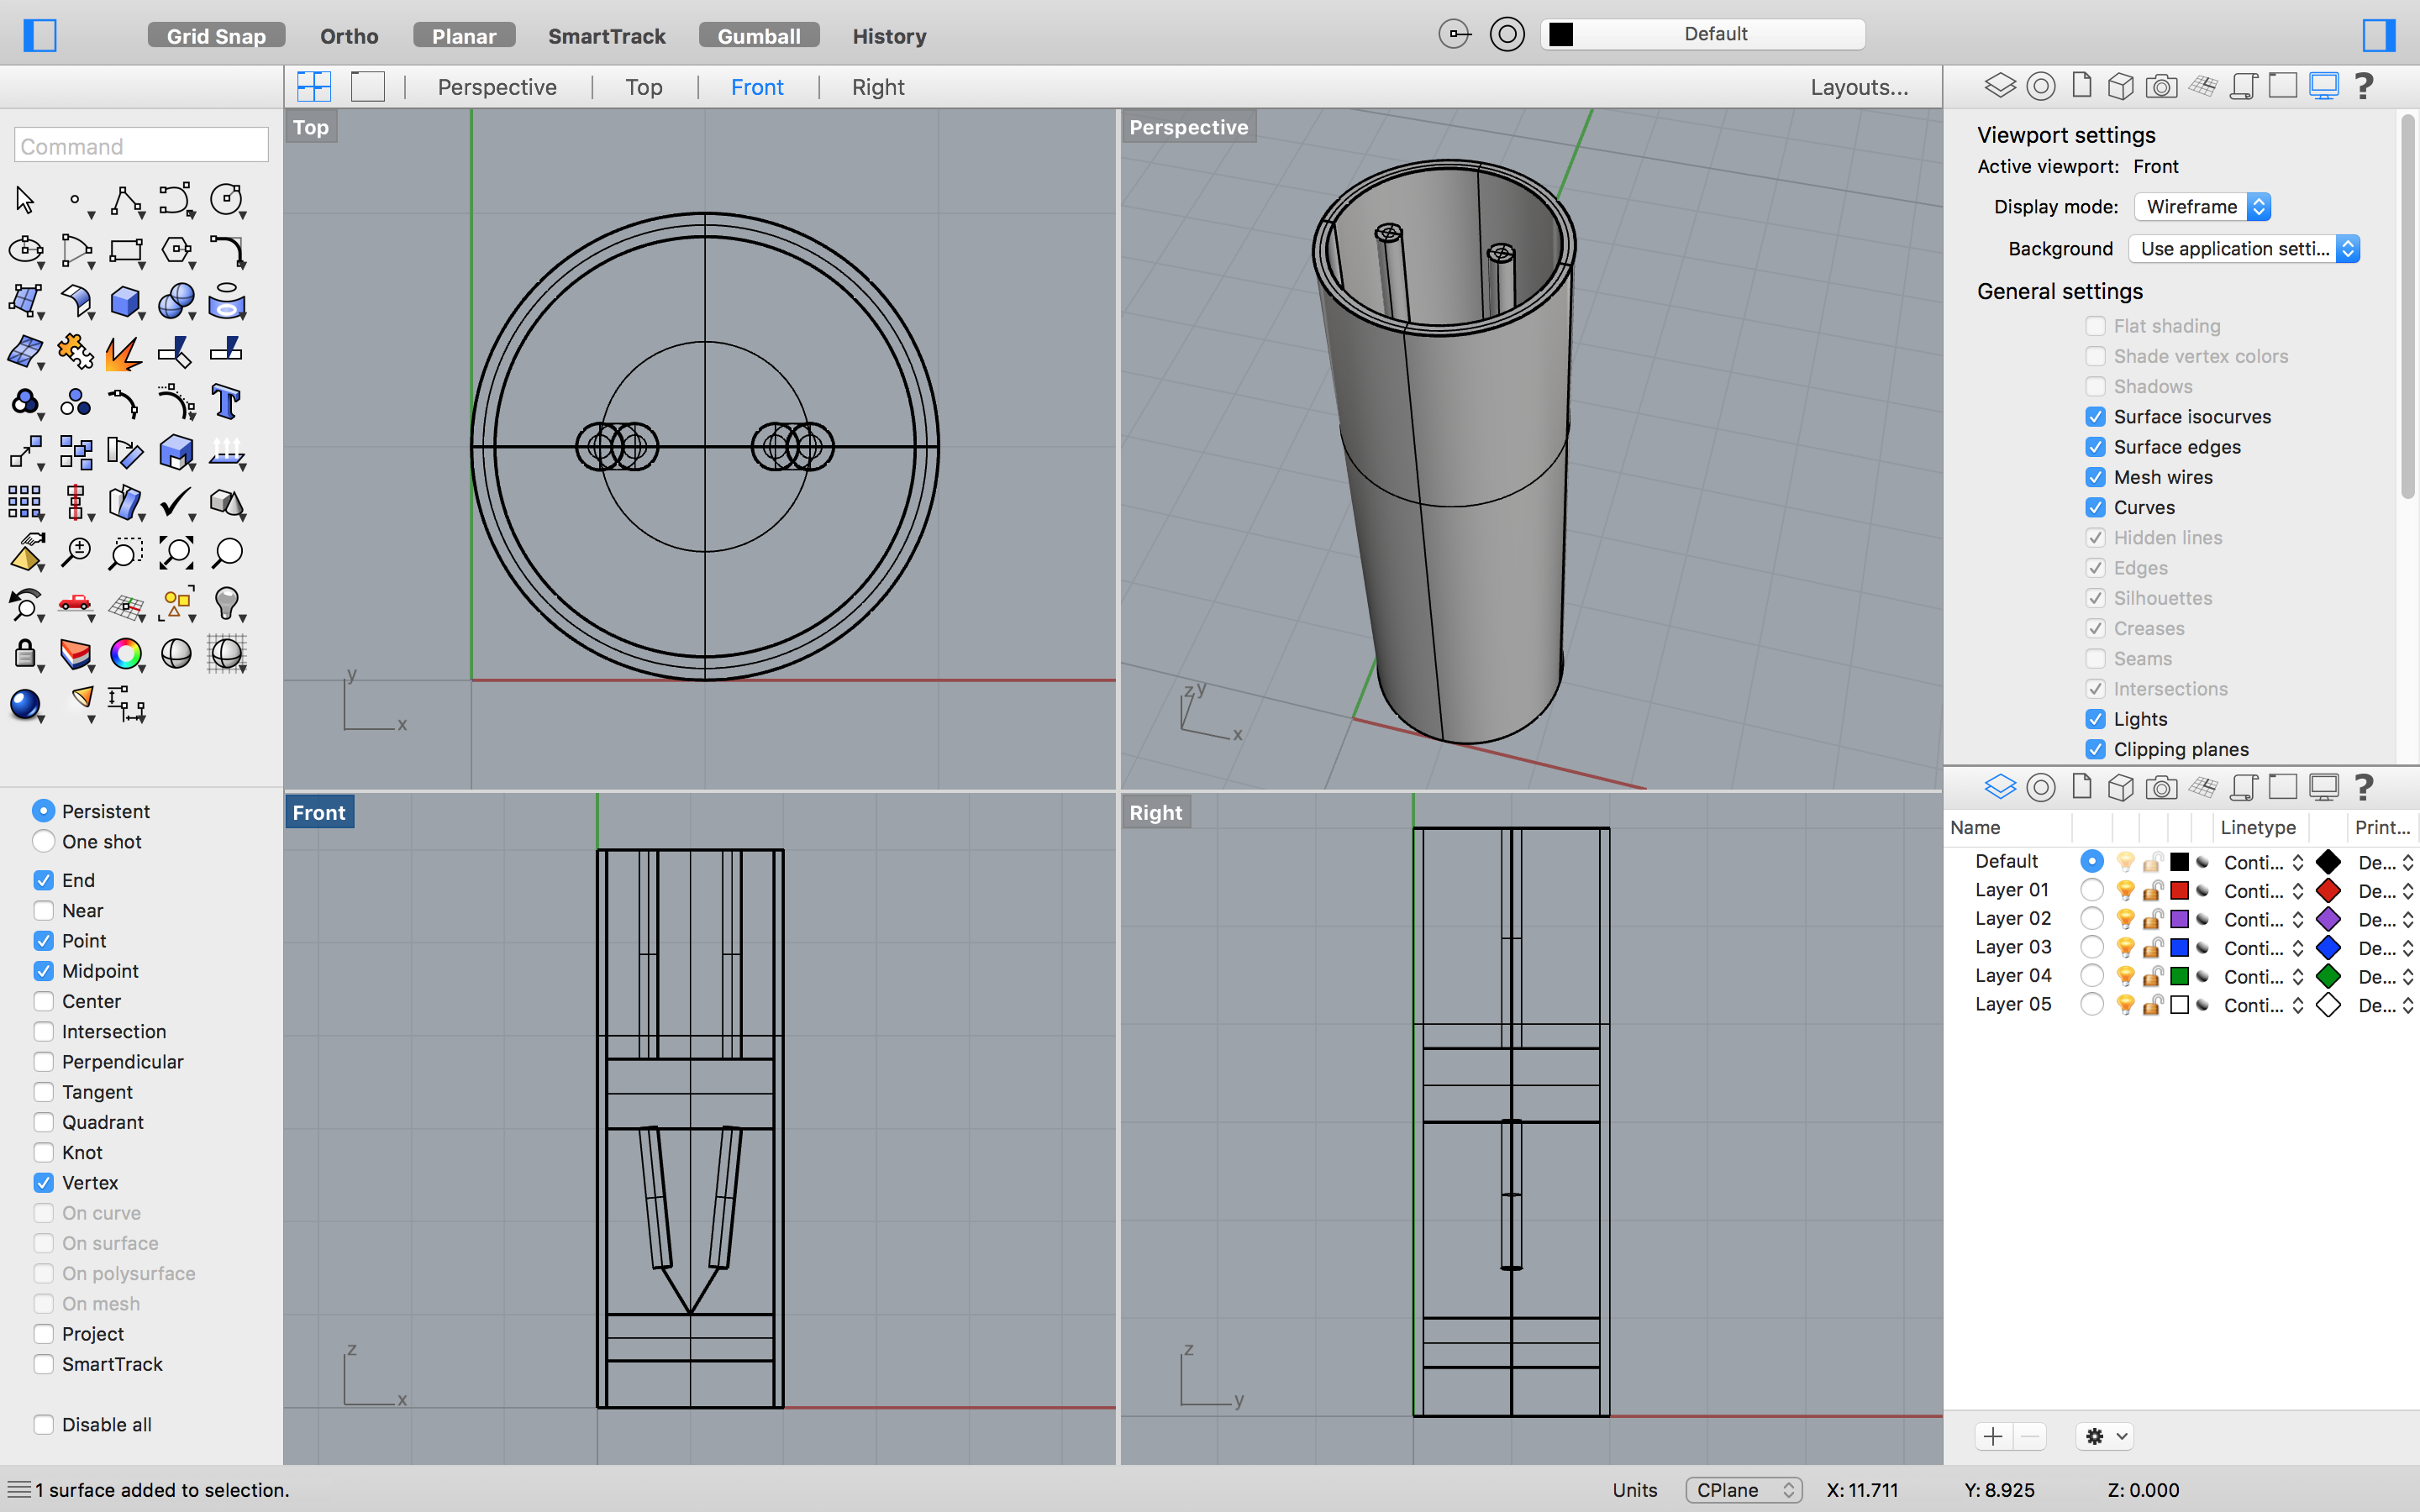 Grid Snap Ortho Planar SmartTrack Gumball History Default
Perspective Top Front Right Layouts...
Command
Top
Perspective
Front
Right
y
x
z y
x
z
x
z
y
Viewport settings
Active viewport: Front
Display mode: Wireframe
Background Use application setti...
General settings
Flat shading
Shade vertex colors
Shadows
Surface isocurves
Surface edges
Mesh wires
Curves
Hidden lines
Edges
Silhouettes
Creases
Seams
Intersections
Lights
Clipping planes
Persistent
One shot
End
Near
Point
Midpoint
Center
Intersection
Perpendicular
Tangent
Quadrant
Knot
Vertex
On curve
On surface
On polysurface
On mesh
Project
SmartTrack
Disable all
Name Linetype Print...
Default Conti... De...
Layer 01 Conti... De...
Layer 02 Conti... De...
Layer 03 Conti... De...
Layer 04 Conti... De...
Layer 05 Conti... De...
1 surface added to selection. Units CPlane X: 11.711 Y: 8.925 Z: 0.000